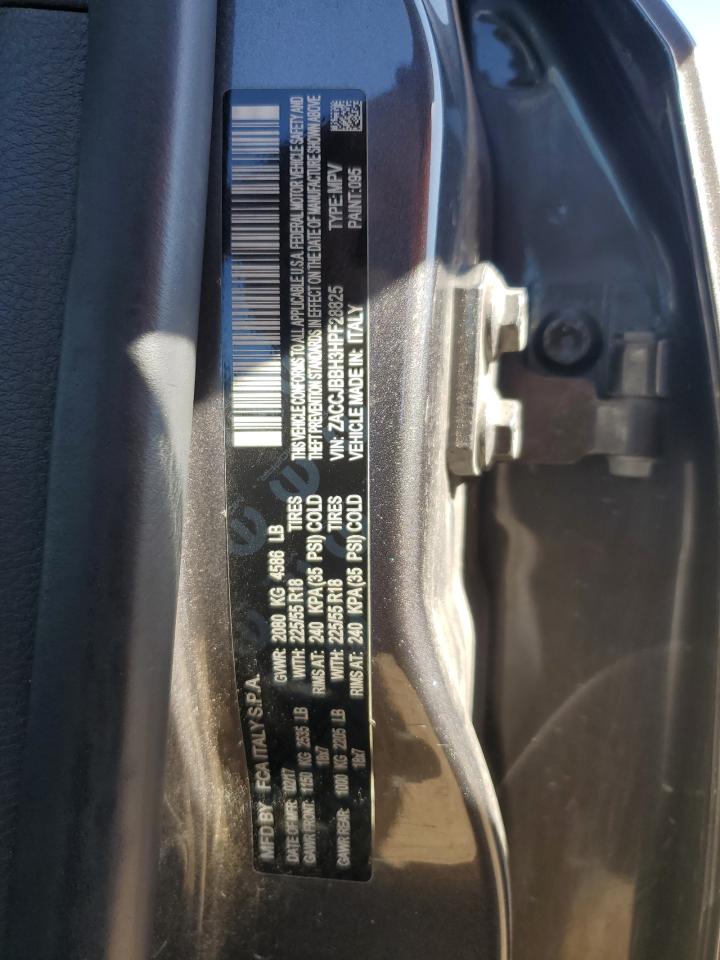 MFD BY FCA ITALY S.P.A.
DATE OF MFR: GVWR: 2080 KG 4586 LB
GAWR FRONT: 1150 KG 2535 LB WITH: 225/55 R18 TIRES
18x7 RIMS AT: 240 KPA(35 PSI) COLD
GAWR REAR: 1000 KG 2205 LB WITH: 225/55 R18 TIRES
18x7 RIMS AT: 240 KPA(35 PSI) COLD
THIS VEHICLE CONFORMS TO ALL APPLICABLE U.S.A. FEDERAL MOTOR VEHICLE SAFETY AND
THEFT PREVENTION STANDARDS IN EFFECT ON THE DATE OF MANUFACTURE SHOWN ABOVE
VIN: ZACCJBBH3HPF28825 TYPE: MPV
VEHICLE MADE IN: ITALY PAINT: 095